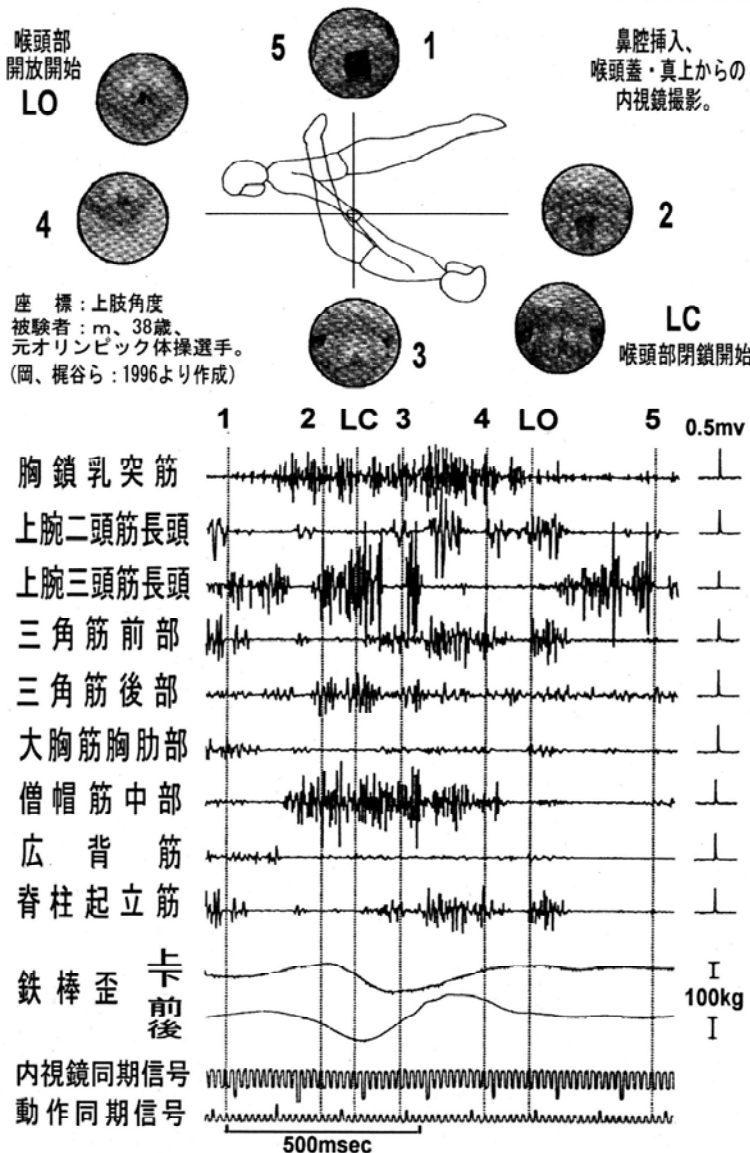 喉頭部
開放開始
LO
5
1
鼻腔挿入、
喉頭蓋・真上からの
内視鏡撮影。
4
2
座 標：上肢角度
被験者：m、38歳、
元オリンピック体操選手。
(岡、梶谷ら：1996より作成)
3
LC
喉頭部閉鎖開始
1 2 LC 3 4 LO 5 0.5mv
胸鎖乳突筋
上腕二頭筋長頭
上腕三頭筋長頭
三角筋前部
三角筋後部
大胸筋胸肋部
僧帽筋中部
広背筋
脊柱起立筋
鉄棒歪 上下
前後
100kg
内視鏡同期信号
動作同期信号
500msec